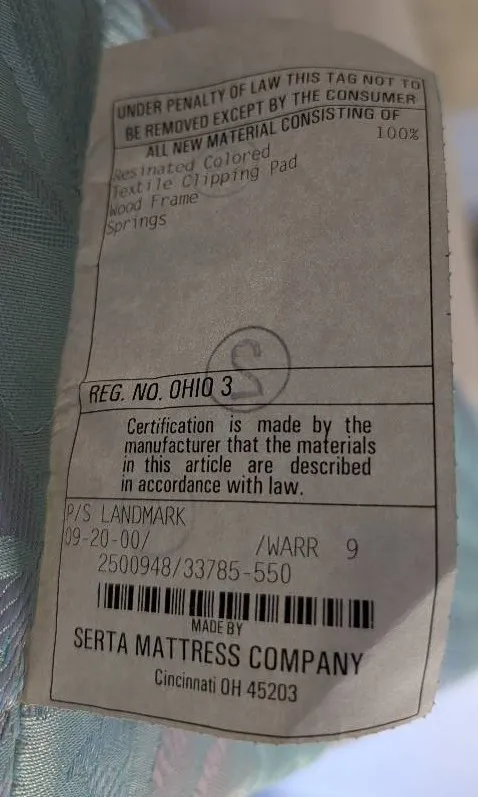 UNDER PENALTY OF LAW THIS TAG NOT TO
BE REMOVED EXCEPT BY THE CONSUMER
ALL NEW MATERIAL CONSISTING OF
100%
Resinated Colored
Textile Clipping Pad
Wood Frame
Springs
2
REG. NO. OHIO 3
Certification is made by the
manufacturer that the materials
in this article are described
in accordance with law.
P/S LANDMARK
09-20-00/ /WARR 9
2500948/33785-550
MADE BY
SERTA MATTRESS COMPANY
Cincinnati OH 45203